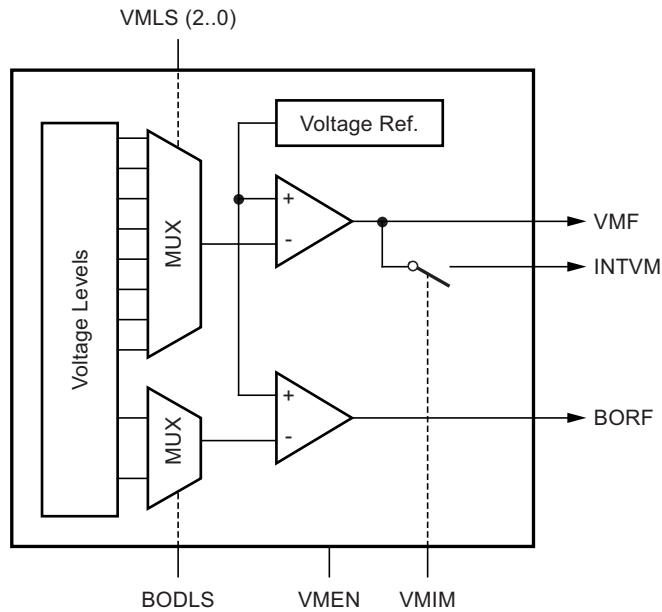 VMLS (2..0)
Voltage Ref.
+
-
MUX
Voltage Levels
VMF
INTVM
+
-
MUX
BORF
BODLS
VMEN
VMIM